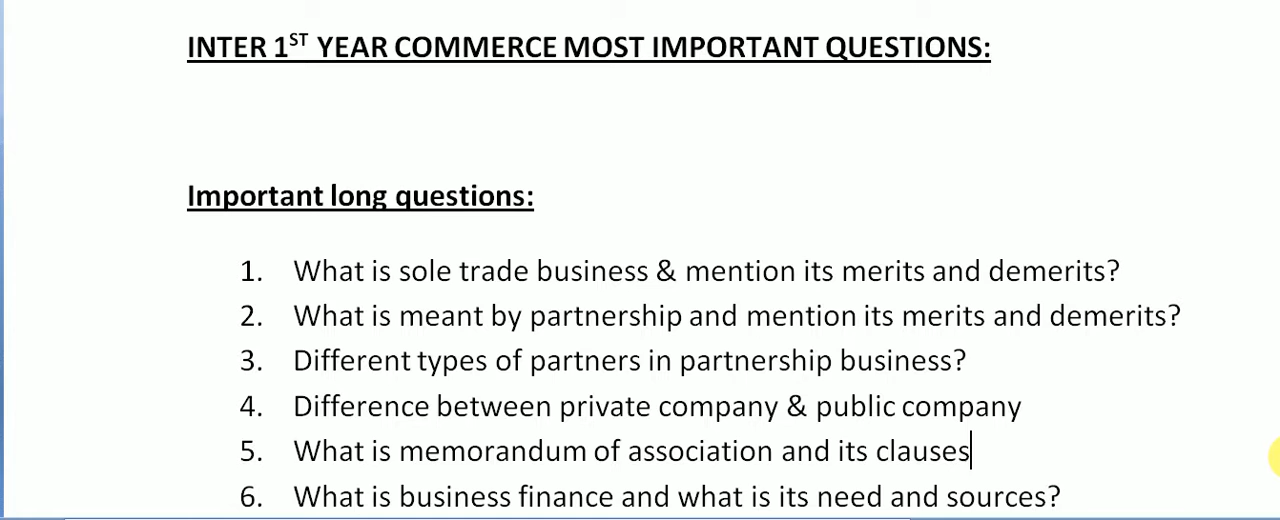 INTER 1ST YEAR COMMERCE MOST IMPORTANT QUESTIONS:
Important long questions:
1. What is sole trade business & mention its merits and demerits?
2. What is meant by partnership and mention its merits and demerits?
3. Different types of partners in partnership business?
4. Difference between private company & public company
5. What is memorandum of association and its clauses
6. What is business finance and what is its need and sources?